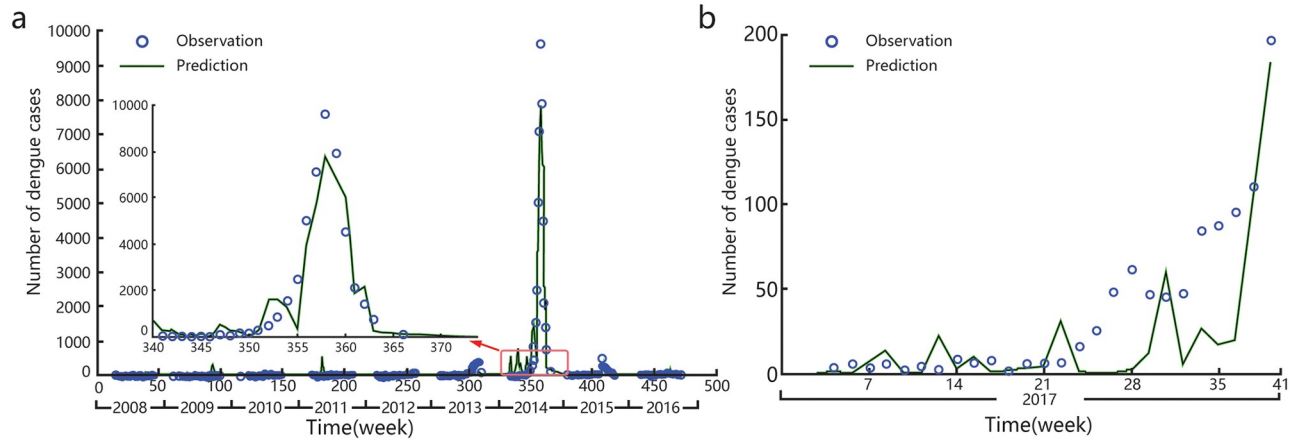 a
10000
9000
8000
7000
6000
5000
4000
3000
2000
1000
0
Number of dengue cases
Observation
Prediction
10000
8000
6000
4000
2000
0
340 345 350 355 360 365 370
0 50 100 150 200 250 300 350 400 450 500
2008 2009 2010 2011 2012 2013 2014 2015 2016
Time(week)
b
200
150
100
50
0
Number of dengue cases
Observation
Prediction
7 14 21 28 35 41
2017
Time(week)